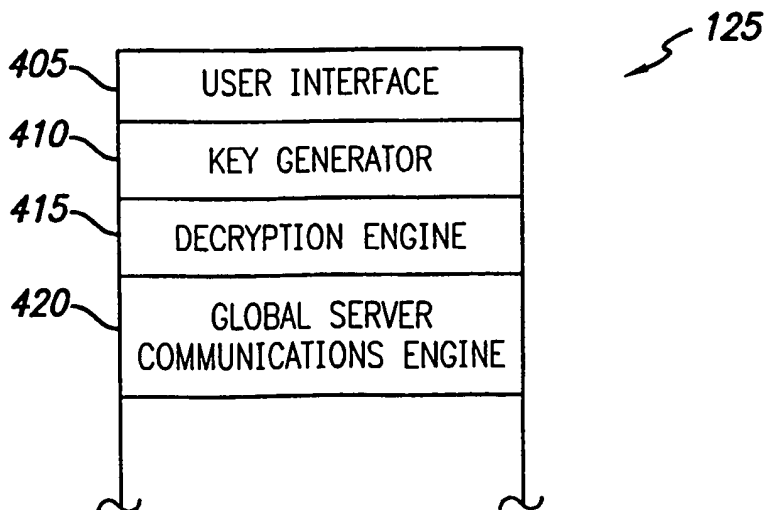 125
405 USER INTERFACE
410 KEY GENERATOR
415 DECRYPTION ENGINE
420 GLOBAL SERVER
COMMUNICATIONS ENGINE